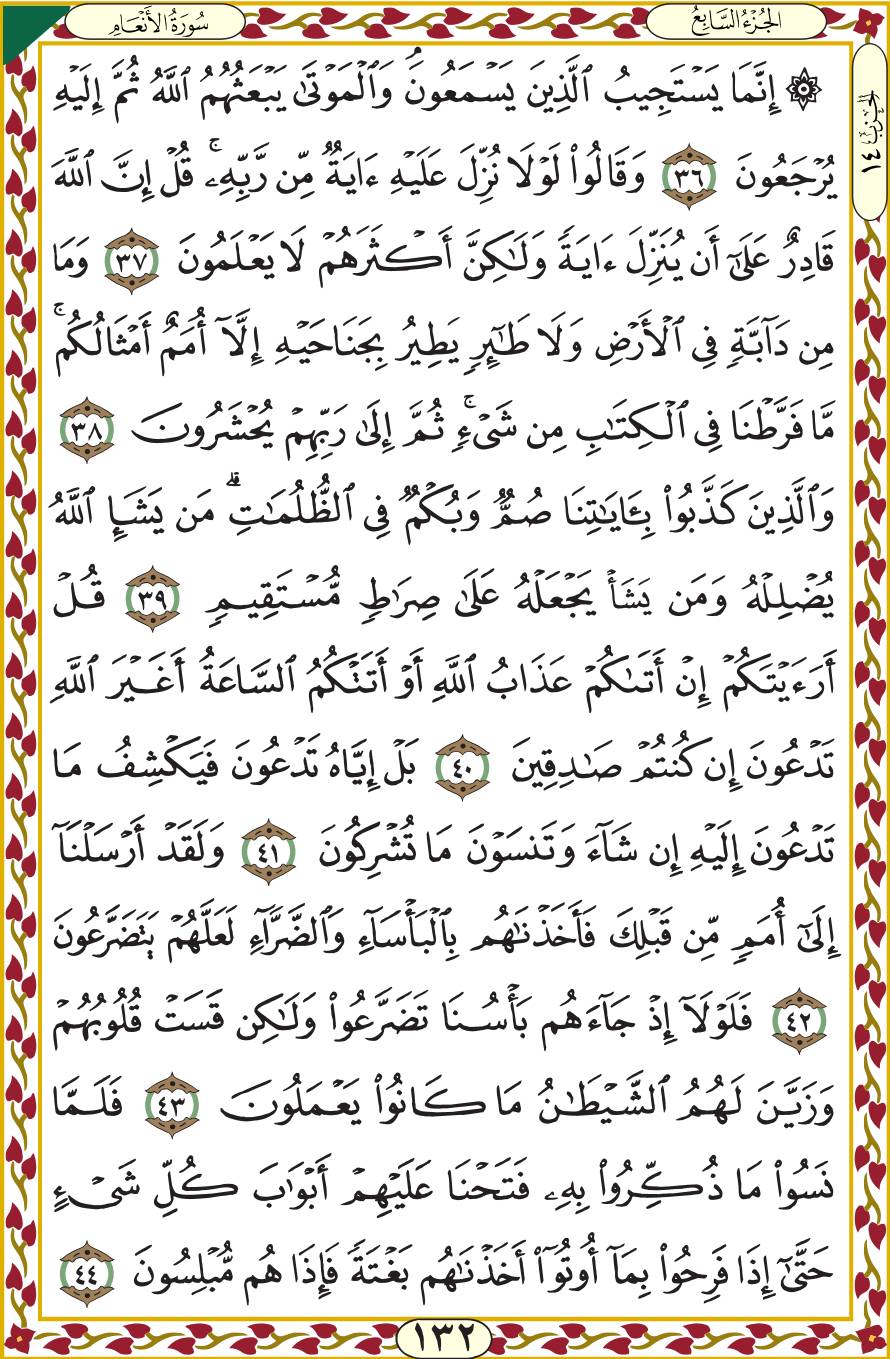 سُورَةُ الأَنْعَامِ
الجُزْءُ السَّابِعُ
الحِزْب ١٤
۞ إِنَّمَا يَسْتَجِيبُ ٱلَّذِينَ يَسْمَعُونَۘ وَٱلْمَوْتَىٰ يَبْعَثُهُمُ ٱللَّهُ ثُمَّ إِلَيْهِ
يُرْجَعُونَ ٣٦ وَقَالُوا۟ لَوْلَا نُزِّلَ عَلَيْهِ ءَايَةٌ مِّن رَّبِّهِۦۚ قُلْ إِنَّ ٱللَّهَ
قَادِرٌ عَلَىٰٓ أَن يُنَزِّلَ ءَايَةً وَلَـٰكِنَّ أَكْثَرَهُمْ لَا يَعْلَمُونَ ٣٧ وَمَا
مِن دَآبَّةٍ فِى ٱلْأَرْضِ وَلَا طَـٰٓئِرٍ يَطِيرُ بِجَنَاحَيْهِ إِلَّآ أُمَمٌ أَمْثَالُكُمۚ
مَّا فَرَّطْنَا فِى ٱلْكِتَـٰبِ مِن شَىْءٍۚ ثُمَّ إِلَىٰ رَبِّهِمْ يُحْشَرُونَ ٣٨
وَٱلَّذِينَ كَذَّبُوا۟ بِـَٔايَـٰتِنَا صُمٌّ وَبُكْمٌ فِى ٱلظُّلُمَـٰتِۗ مَن يَشَإِ ٱللَّهُ
يُضْلِلْهُ وَمَن يَشَأْ يَجْعَلْهُ عَلَىٰ صِرَٰطٍ مُّسْتَقِيمٍ ٣٩ قُلْ
أَرَءَيْتَكُمْ إِنْ أَتَىٰكُمْ عَذَابُ ٱللَّهِ أَوْ أَتَتْكُمُ ٱلسَّاعَةُ أَغَيْرَ ٱللَّهِ
تَدْعُونَ إِن كُنتُمْ صَـٰدِقِينَ ٤٠ بَلْ إِيَّاهُ تَدْعُونَ فَيَكْشِفُ مَا
تَدْعُونَ إِلَيْهِ إِن شَآءَ وَتَنسَوْنَ مَا تُشْرِكُونَ ٤١ وَلَقَدْ أَرْسَلْنَآ
إِلَىٰٓ أُمَمٍ مِّن قَبْلِكَ فَأَخَذْنَـٰهُم بِٱلْبَأْسَآءِ وَٱلضَّرَّآءِ لَعَلَّهُمْ يَتَضَرَّعُونَ
٤٢ فَلَوْلَآ إِذْ جَآءَهُم بَأْسُنَا تَضَرَّعُوا۟ وَلَـٰكِن قَسَتْ قُلُوبُهُمْ
وَزَيَّنَ لَهُمُ ٱلشَّيْطَـٰنُ مَا كَانُوا۟ يَعْمَلُونَ ٤٣ فَلَمَّا
نَسُوا۟ مَا ذُكِّرُوا۟ بِهِۦ فَتَحْنَا عَلَيْهِمْ أَبْوَٰبَ كُلِّ شَىْءٍ
حَتَّىٰٓ إِذَا فَرِحُوا۟ بِمَآ أُوتُوٓا۟ أَخَذْنَـٰهُم بَغْتَةً فَإِذَا هُم مُّبْلِسُونَ ٤٤
١٣٢